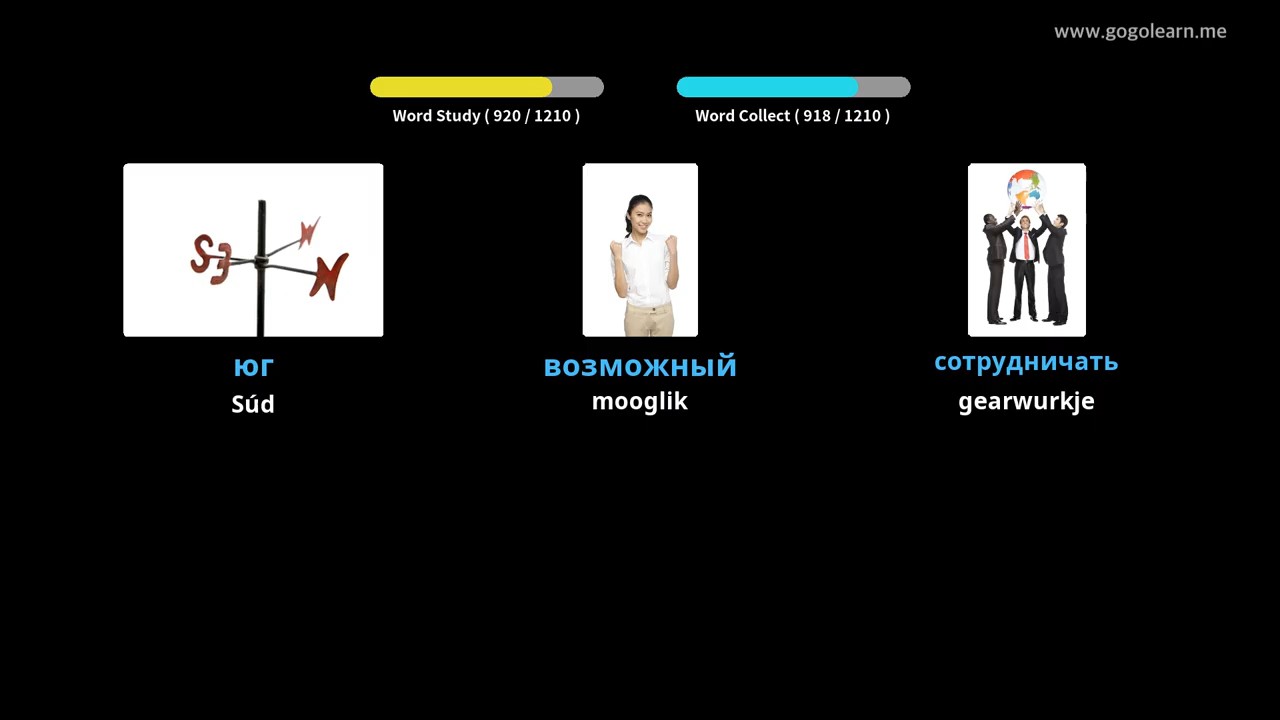 www.gogolearn.me
Word Study ( 920 / 1210 )
Word Collect ( 918 / 1210 )
S E N N
юг
возможный
сотрудничать
Súd
mooglik
gearwurkje